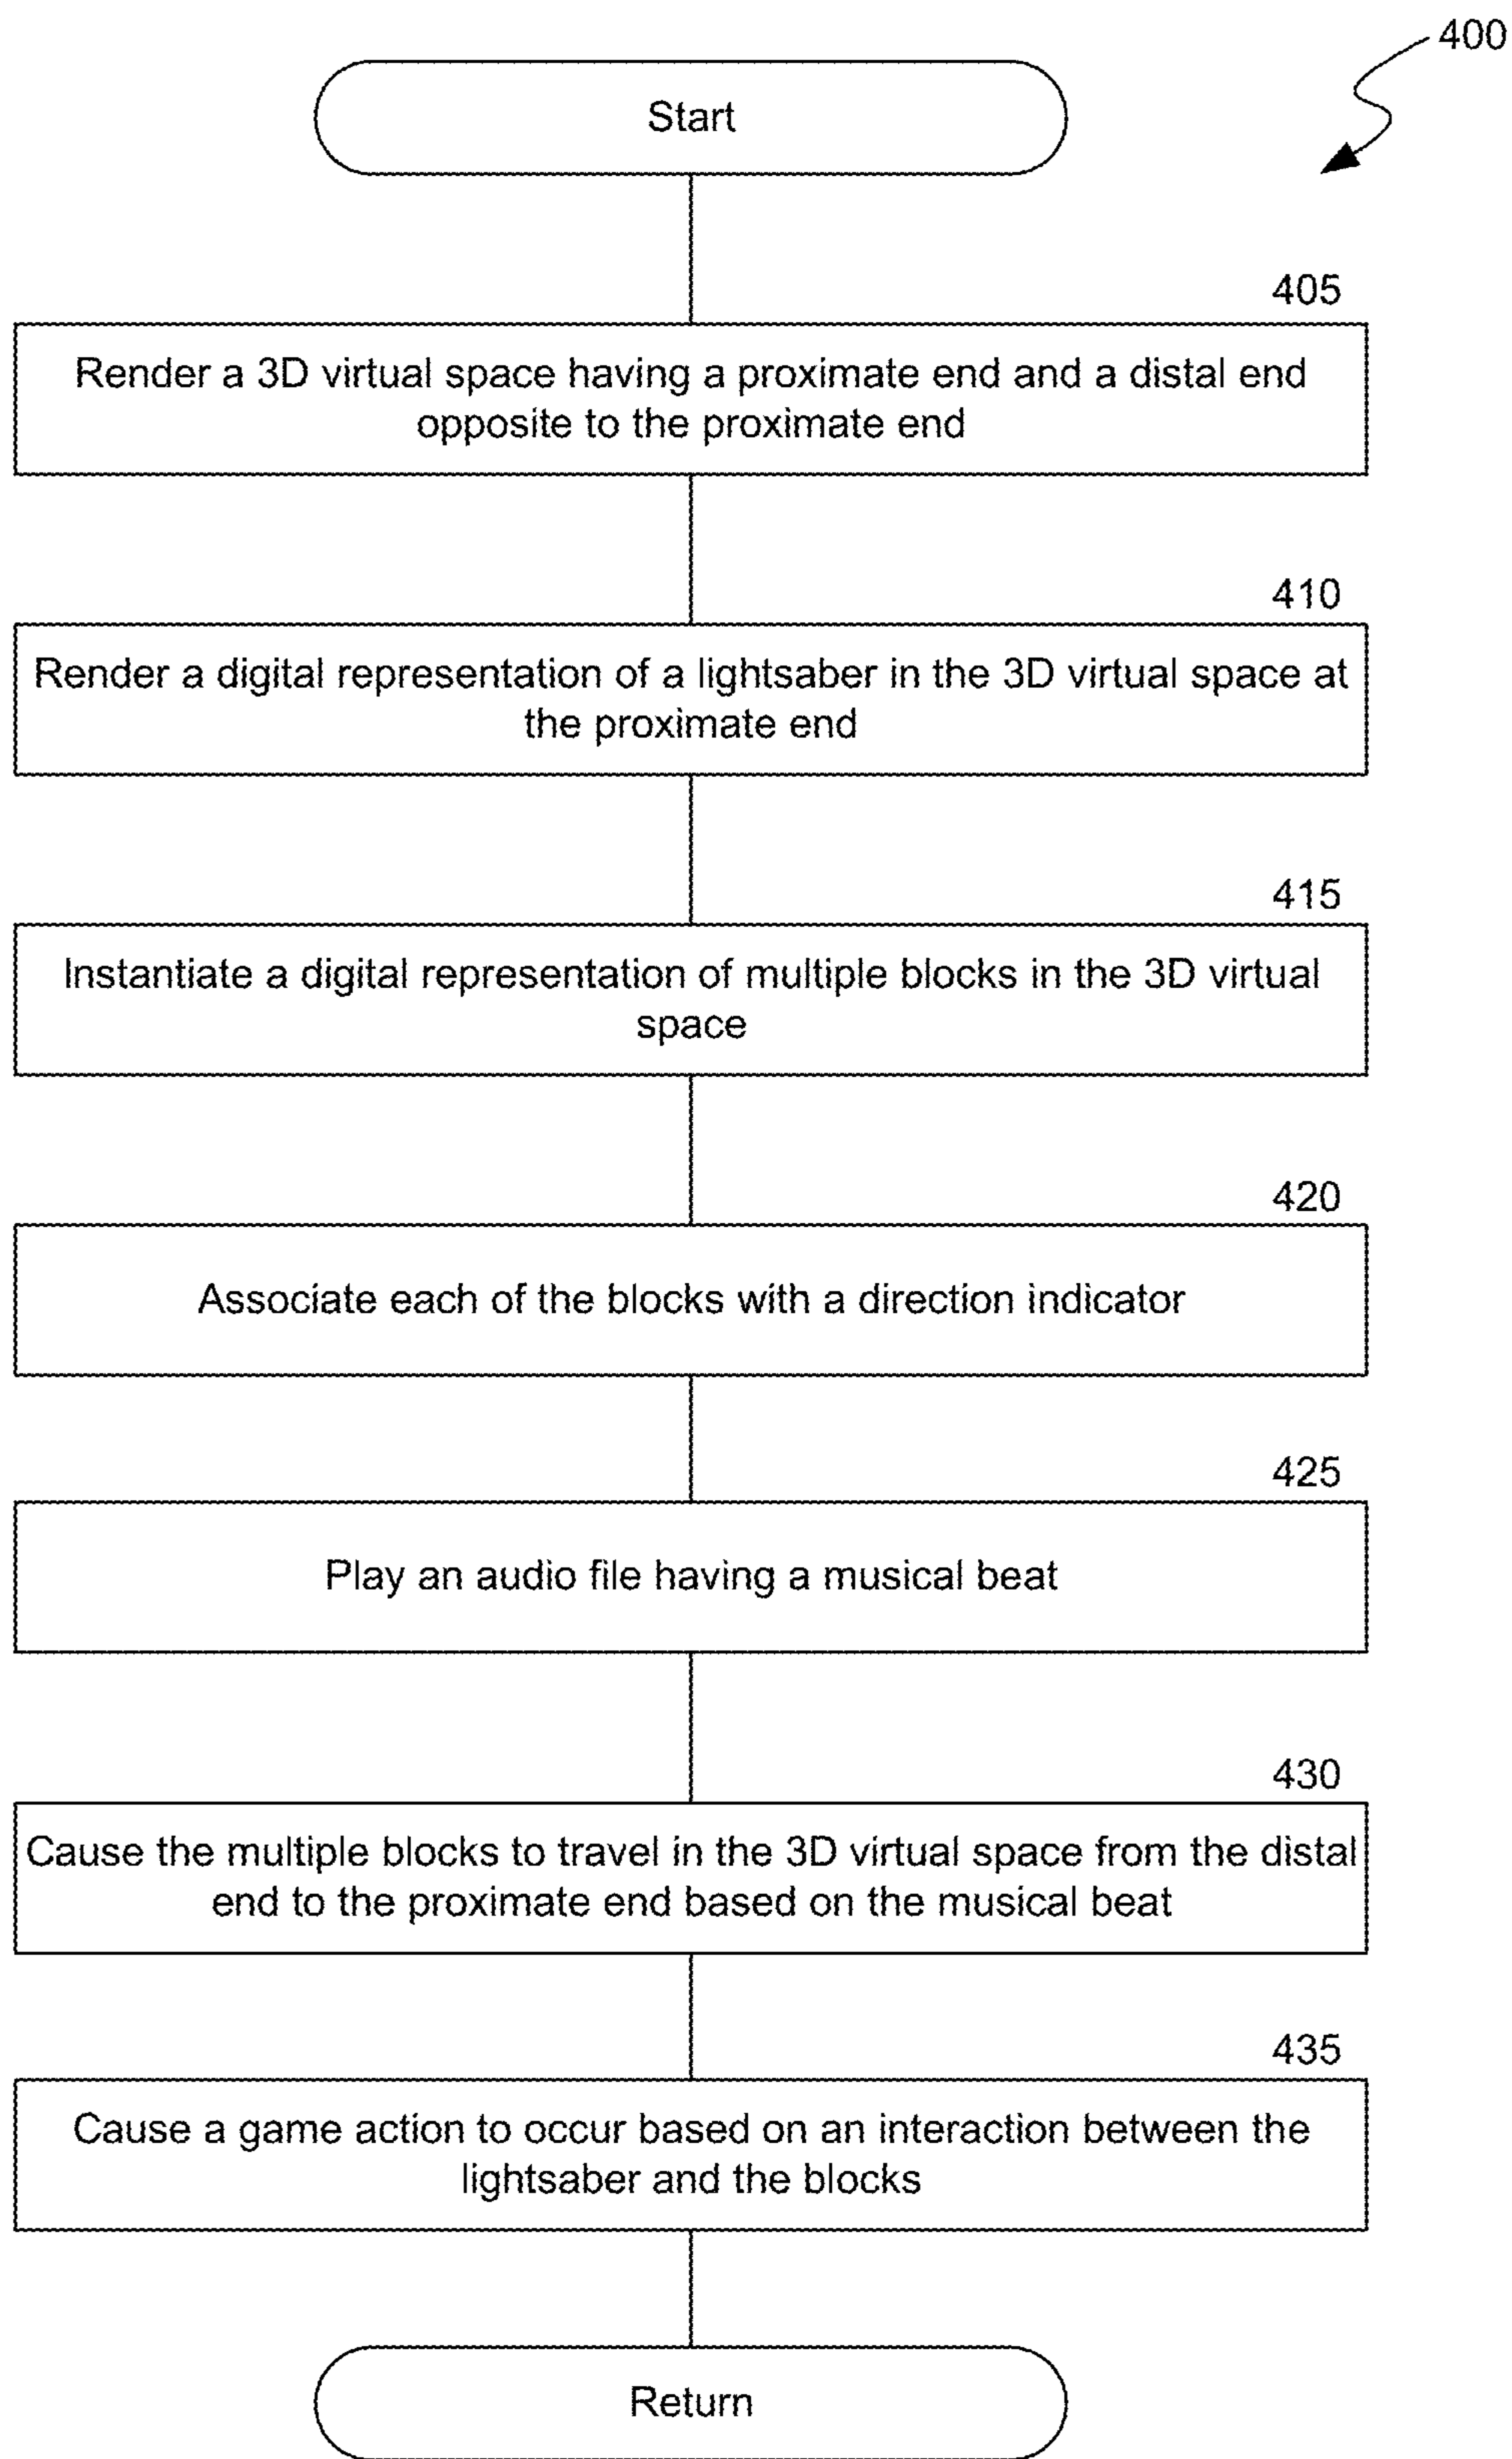 400
Start
405
Render a 3D virtual space having a proximate end and a distal end
opposite to the proximate end
410
Render a digital representation of a lightsaber in the 3D virtual space at
the proximate end
415
Instantiate a digital representation of multiple blocks in the 3D virtual
space
420
Associate each of the blocks with a direction indicator
425
Play an audio file having a musical beat
430
Cause the multiple blocks to travel in the 3D virtual space from the distal
end to the proximate end based on the musical beat
435
Cause a game action to occur based on an interaction between the
lightsaber and the blocks
Return